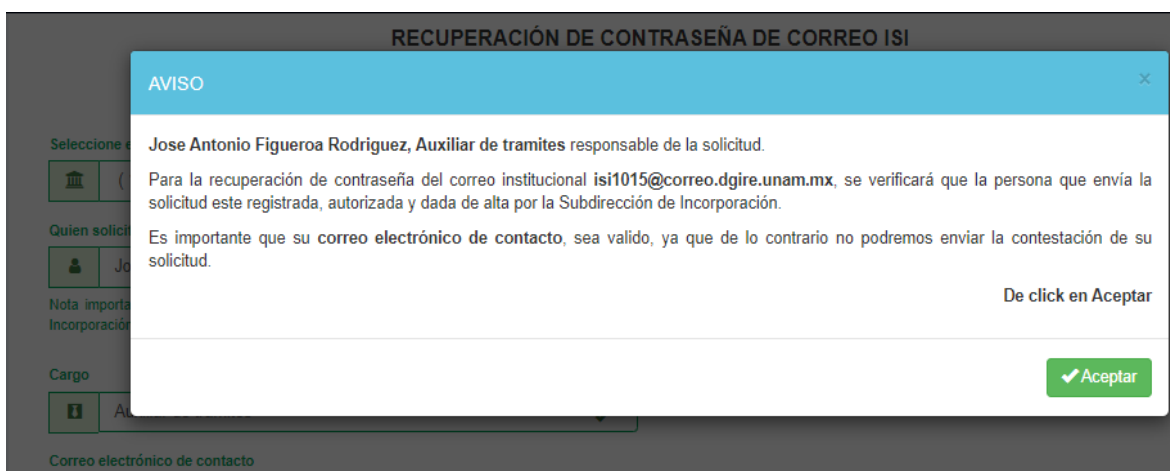 RECUPERACIÓN DE CONTRASEÑA DE CORREO ISI
AVISO
×
Jose Antonio Figueroa Rodriguez, Auxiliar de tramites responsable de la solicitud.
Para la recuperación de contraseña del correo institucional isi1015@correo.dgire.unam.mx, se verificará que la persona que envía la
solicitud este registrada, autorizada y dada de alta por la Subdirección de Incorporación.
Es importante que su correo electrónico de contacto, sea valido, ya que de lo contrario no podremos enviar la contestación de su
solicitud.
De click en Aceptar
Aceptar
Seleccione e
(
Quien solicit
Jo
Nota importa
Incorporación
Cargo
Correo electrónico de contacto